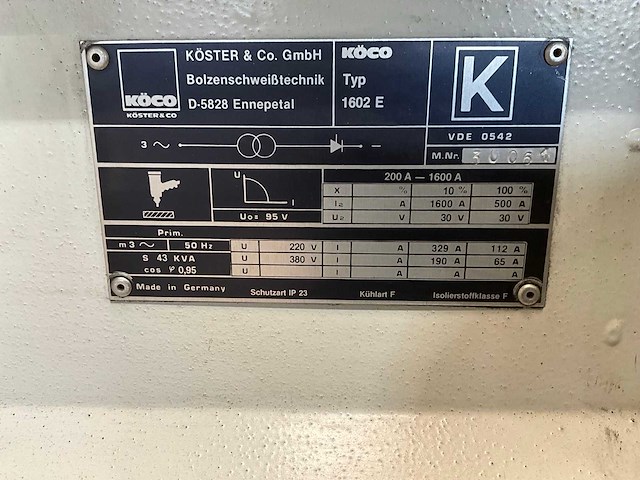 KÖCO
KÖSTER & CO
KÖSTER & Co. GmbH
Bolzenschweißtechnik
D-5828 Ennepetal
KÖCO
Typ
1602 E
K
VDE 0542
M.Nr.
3 ~ –
U
I
U₀ = 95 V
200 A — 1600 A
X % 10 % 100 %
I₂ A 1600 A 500 A
U₂ V 30 V 30 V
Prim.
m 3 ~ 50 Hz
S 43 KVA
cos φ 0,95
U 220 V I A 329 A 112 A
U 380 V I A 190 A 65 A
U I A A A
Made in Germany Schutzart IP 23 Kühlart F Isolierstoffklasse F